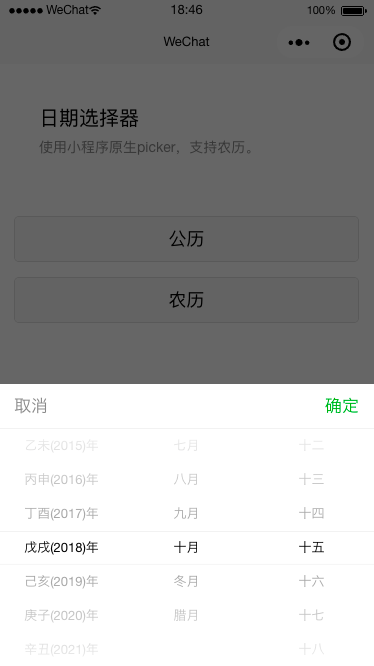 WeChat 18:46 100%
WeChat
日期选择器
使用小程序原生picker，支持农历。
公历
农历
取消 确定
乙未(2015)年 七月 十二
丙申(2016)年 八月 十三
丁酉(2017)年 九月 十四
戊戌(2018)年 十月 十五
己亥(2019)年 冬月 十六
庚子(2020)年 腊月 十七
辛丑(2021)年 十八